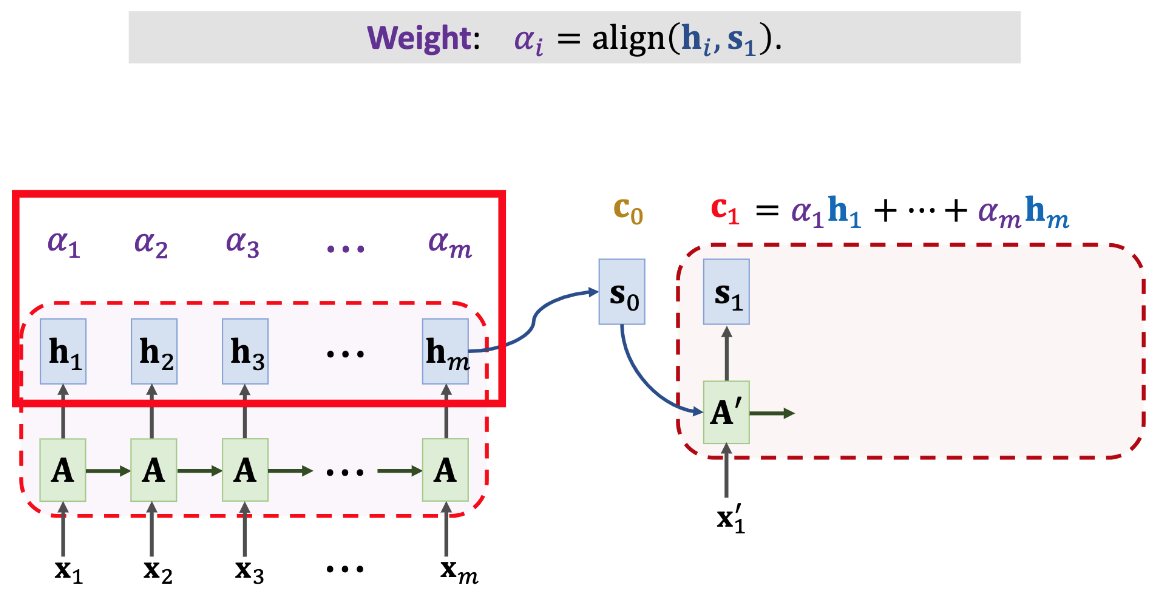 Weight: αᵢ = align(𝐡ᵢ, 𝐬₁).
𝐜₀ 𝐜₁ = α₁𝐡₁ + ⋯ + αₘ𝐡ₘ
α₁ α₂ α₃ ⋯ αₘ
𝐬₀ 𝐬₁
𝐡₁ 𝐡₂ 𝐡₃ ⋯ 𝐡ₘ
𝐀′
𝐀 𝐀 𝐀 ⋯ 𝐀
𝐱′₁
𝐱₁ 𝐱₂ 𝐱₃ ⋯ 𝐱ₘ